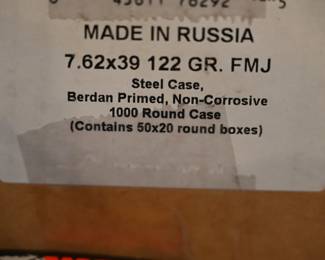 MADE IN RUSSIA
7.62x39 122 GR. FMJ
Steel Case,
Berdan Primed, Non-Corrosive
1000 Round Case
(Contains 50x20 round boxes)